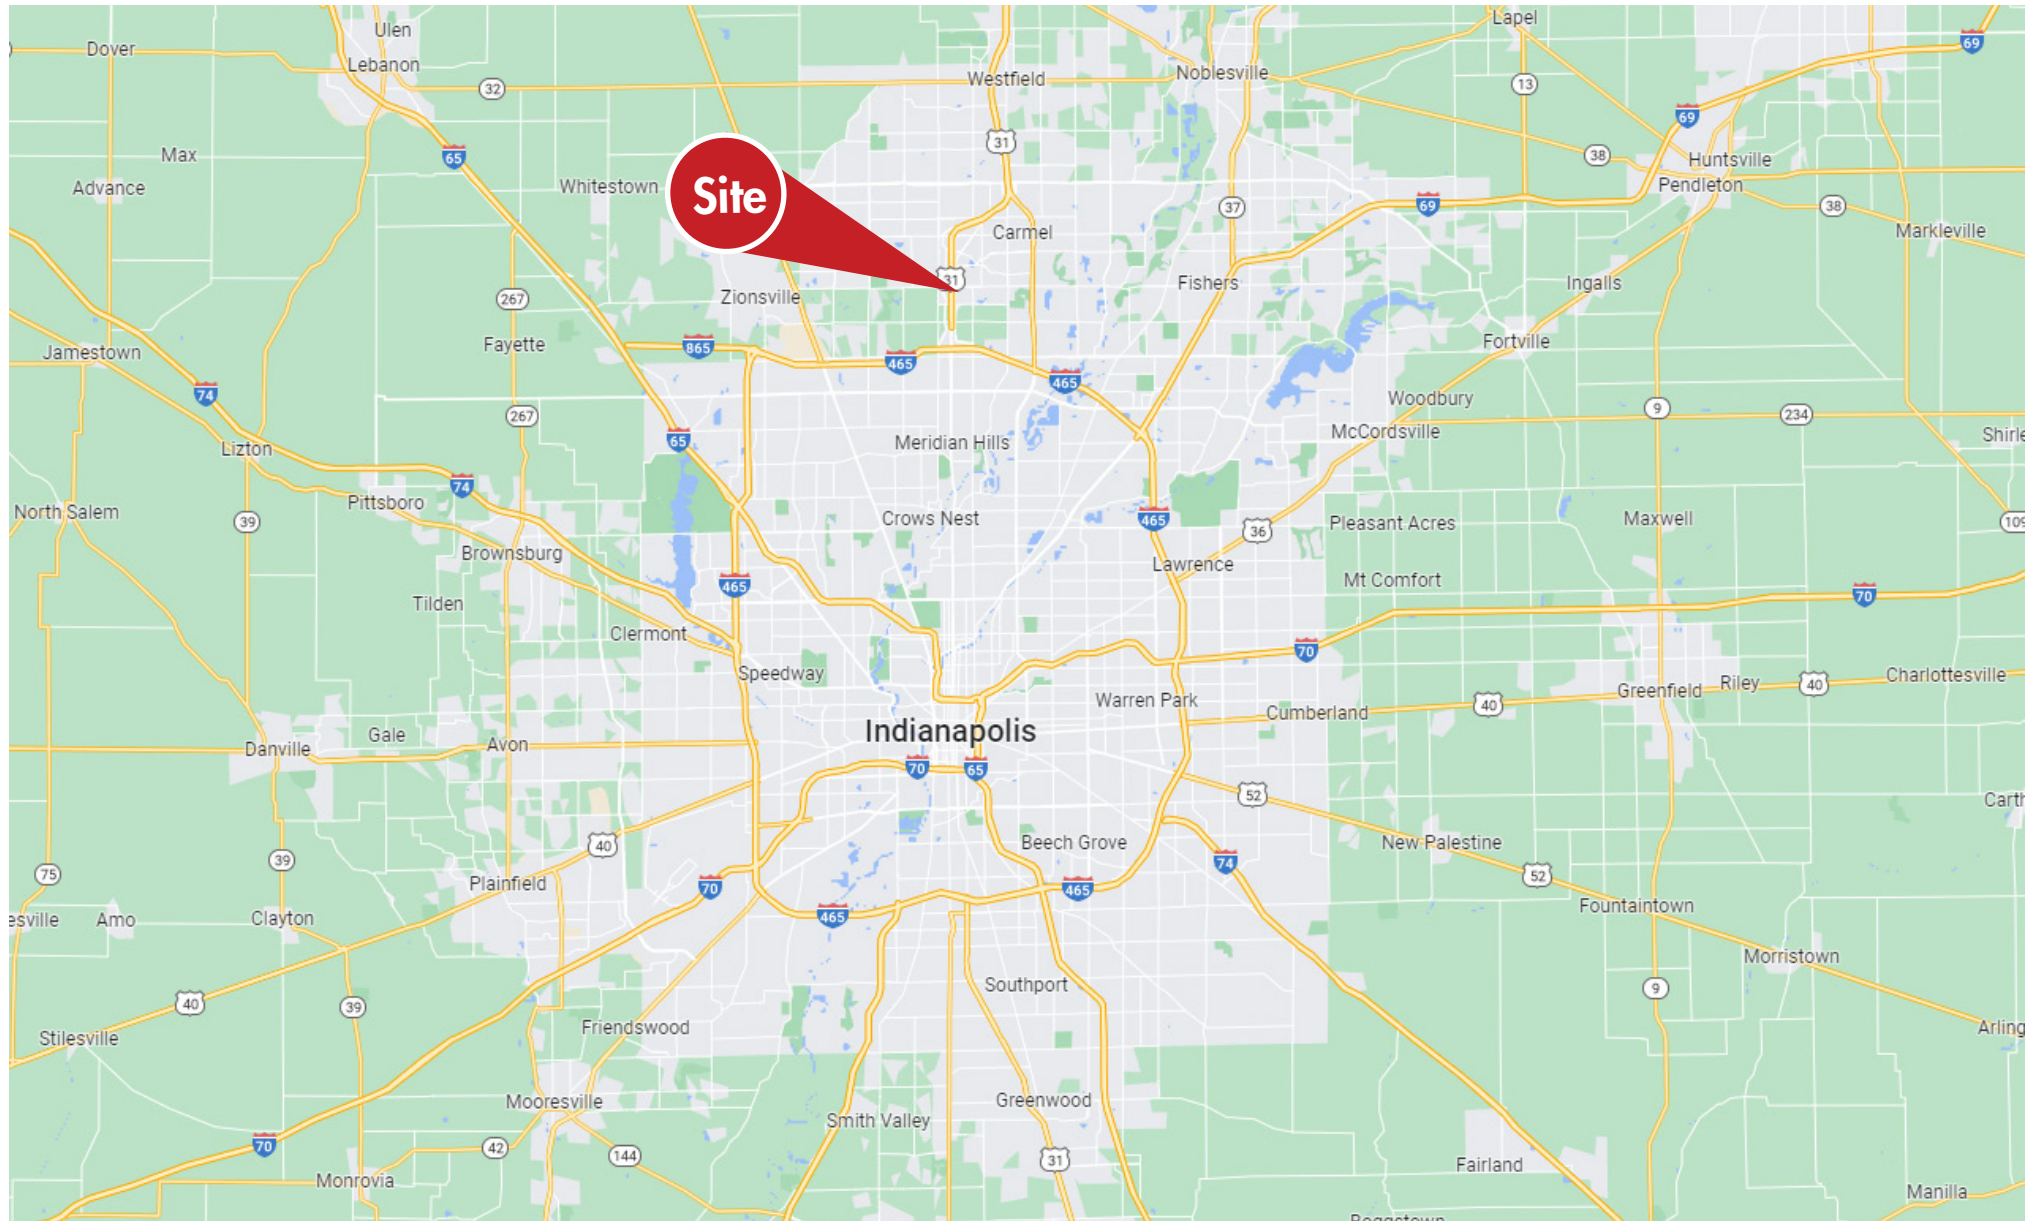 Ulen
Lapel
Dover
Lebanon
69
Westfield
Noblesville
32
13
69
31
Max
65
38
Huntsville
Whitestown
Pendleton
Advance
Site
37
69
38
Carmel
Markleville
31
Fishers
Ingalls
Zionsville
267
Fayette
865
Fortville
Jamestown
465
465
74
Woodbury
9
234
267
McCordsville
Shirle
65
Meridian Hills
Lizton
74
Pittsboro
North Salem
39
Crows Nest
465
36
Pleasant Acres
Maxwell
109
Brownsburg
Lawrence
Mt Comfort
465
70
Tilden
Clermont
70
Speedway
Charlottesville
Riley
40
Greenfield
Warren Park
40
Cumberland
Indianapolis
Gale
Avon
Danville
70
65
52
Carth
40
Beech Grove
New Palestine
39
74
75
52
Plainfield
70
465
Fountaintown
esville
Amo
Clayton
465
Morristown
Southport
9
40
39
Friendswood
Arling
Stilesville
Mooresville
Greenwood
Smith Valley
70
42
144
31
Fairland
Monrovia
Manilla